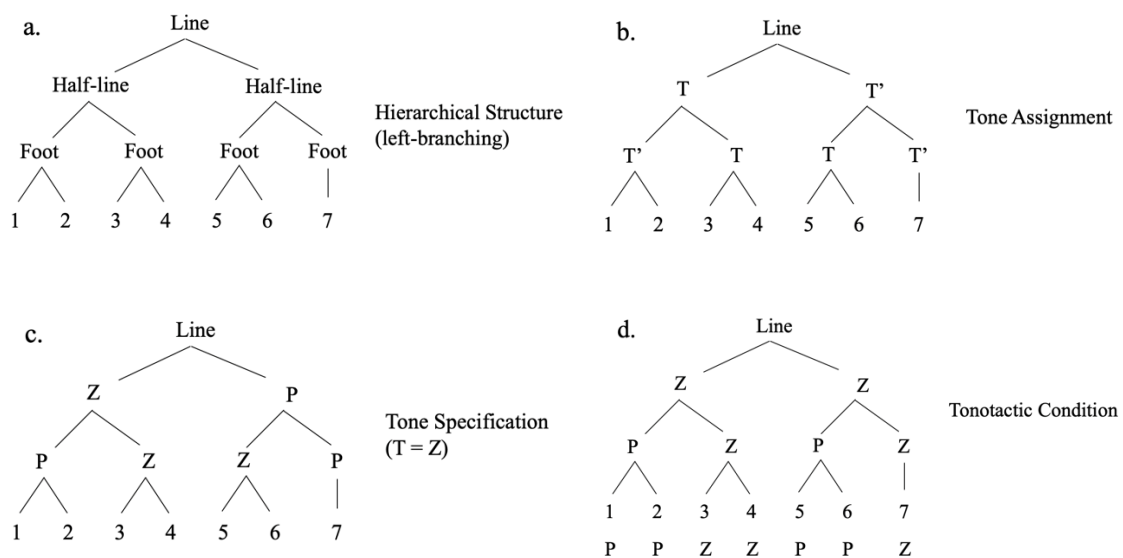 a.
Line
Half-line Half-line
Foot Foot Foot Foot
1 2 3 4 5 6 7
Hierarchical Structure
(left-branching)
b.
Line
T T’
T’ T T T’
1 2 3 4 5 6 7
Tone Assignment
c.
Line
Z P
P Z Z P
1 2 3 4 5 6 7
Tone Specification
(T = Z)
d.
Line
Z Z
P Z P Z
1 2 3 4 5 6 7
P P Z Z P P Z
Tonotactic Condition